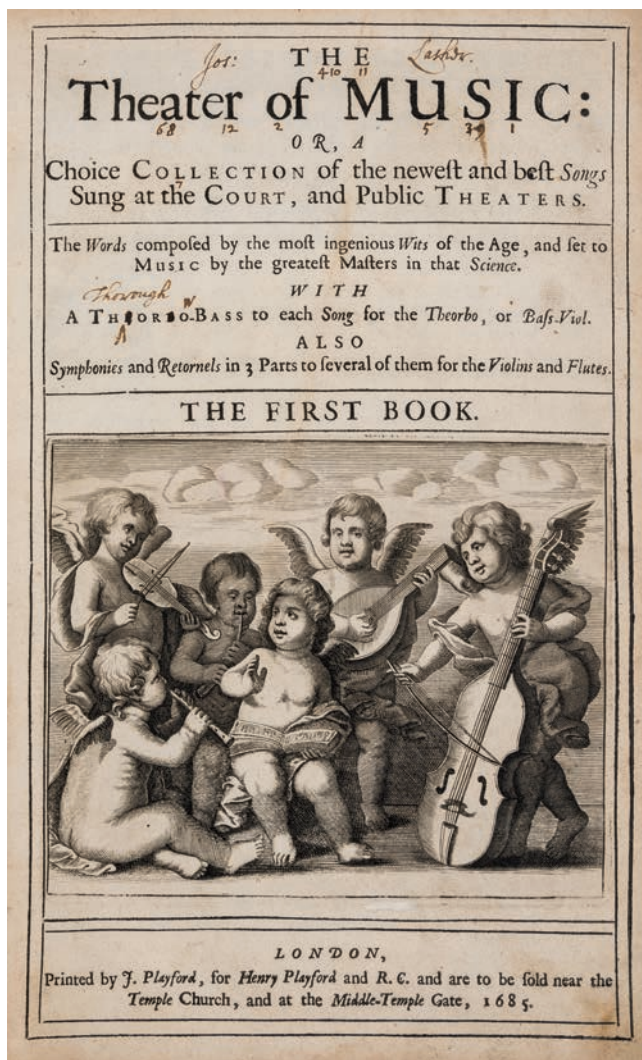 THE
Jos:
4 10 11
Theater of MUSIC:
68 12 2 5 39 1
OR, A
Choice COLLECTION of the neweſt and beſt Songs
7
Sung at the COURT, and Public THEATERS.
The Words compoſed by the moſt ingenious Wits of the Age, and ſet to
MUSIC by the greateſt Maſters in that Science.
Thorough
WITH
A THEORBO-BASS to each Song for the Theorbo, or Baſs-Viol.
ALSO
Symphonies and Retornels in 3 Parts to ſeveral of them for the Violins and Flutes.
THE FIRST BOOK.
LONDON,
Printed by J. Playford, for Henry Playford and R. C. and are to be ſold near the
Temple Church, and at the Middle-Temple Gate, 1685.